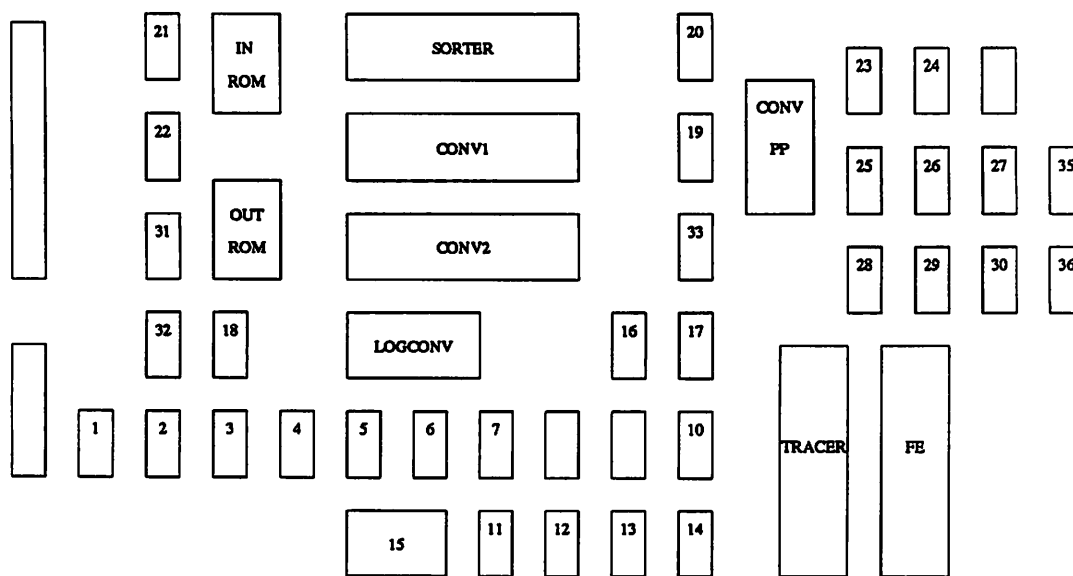 21
IN
ROM
SORTER
20
23
24
CONV
PP
22
CONV1
19
25
26
27
35
31
OUT
ROM
CONV2
33
28
29
30
36
32
18
LOGCONV
16
17
1
2
3
4
5
6
7
10
TRACER
FE
15
11
12
13
14